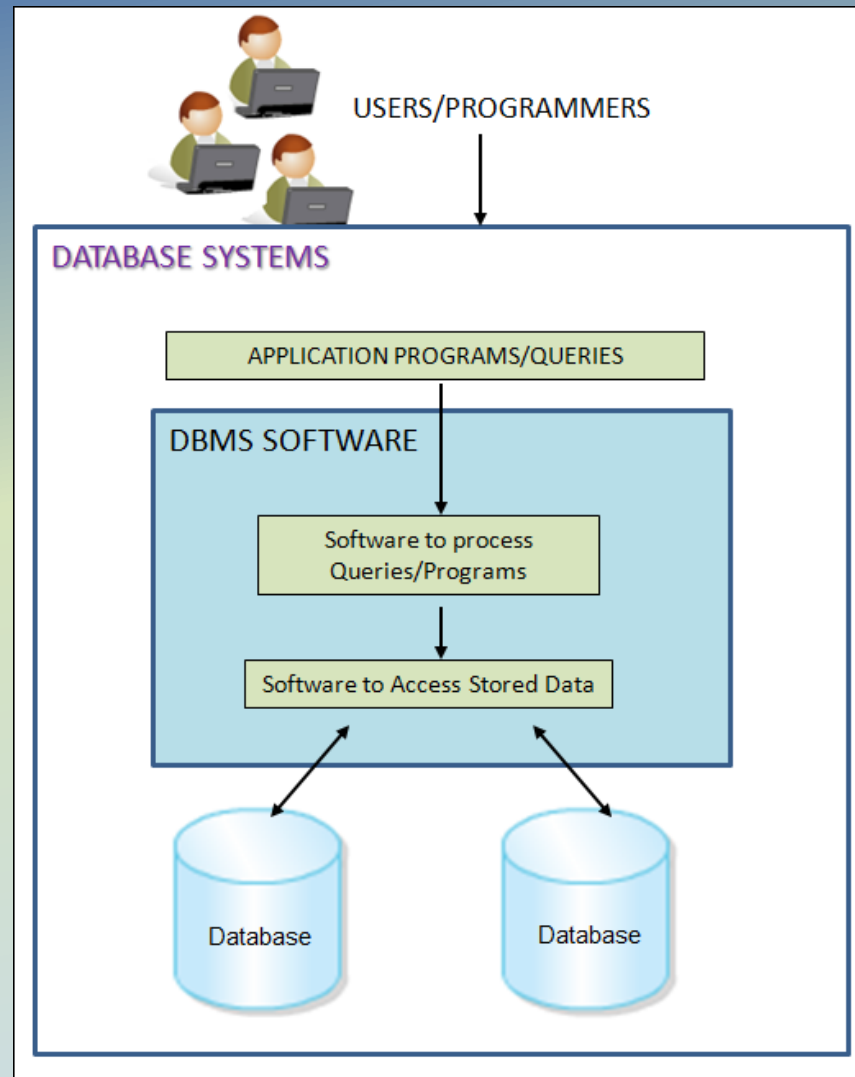 USERS/PROGRAMMERS
DATABASE SYSTEMS
APPLICATION PROGRAMS/QUERIES
DBMS SOFTWARE
Software to process
Queries/Programs
Software to Access Stored Data
Database
Database